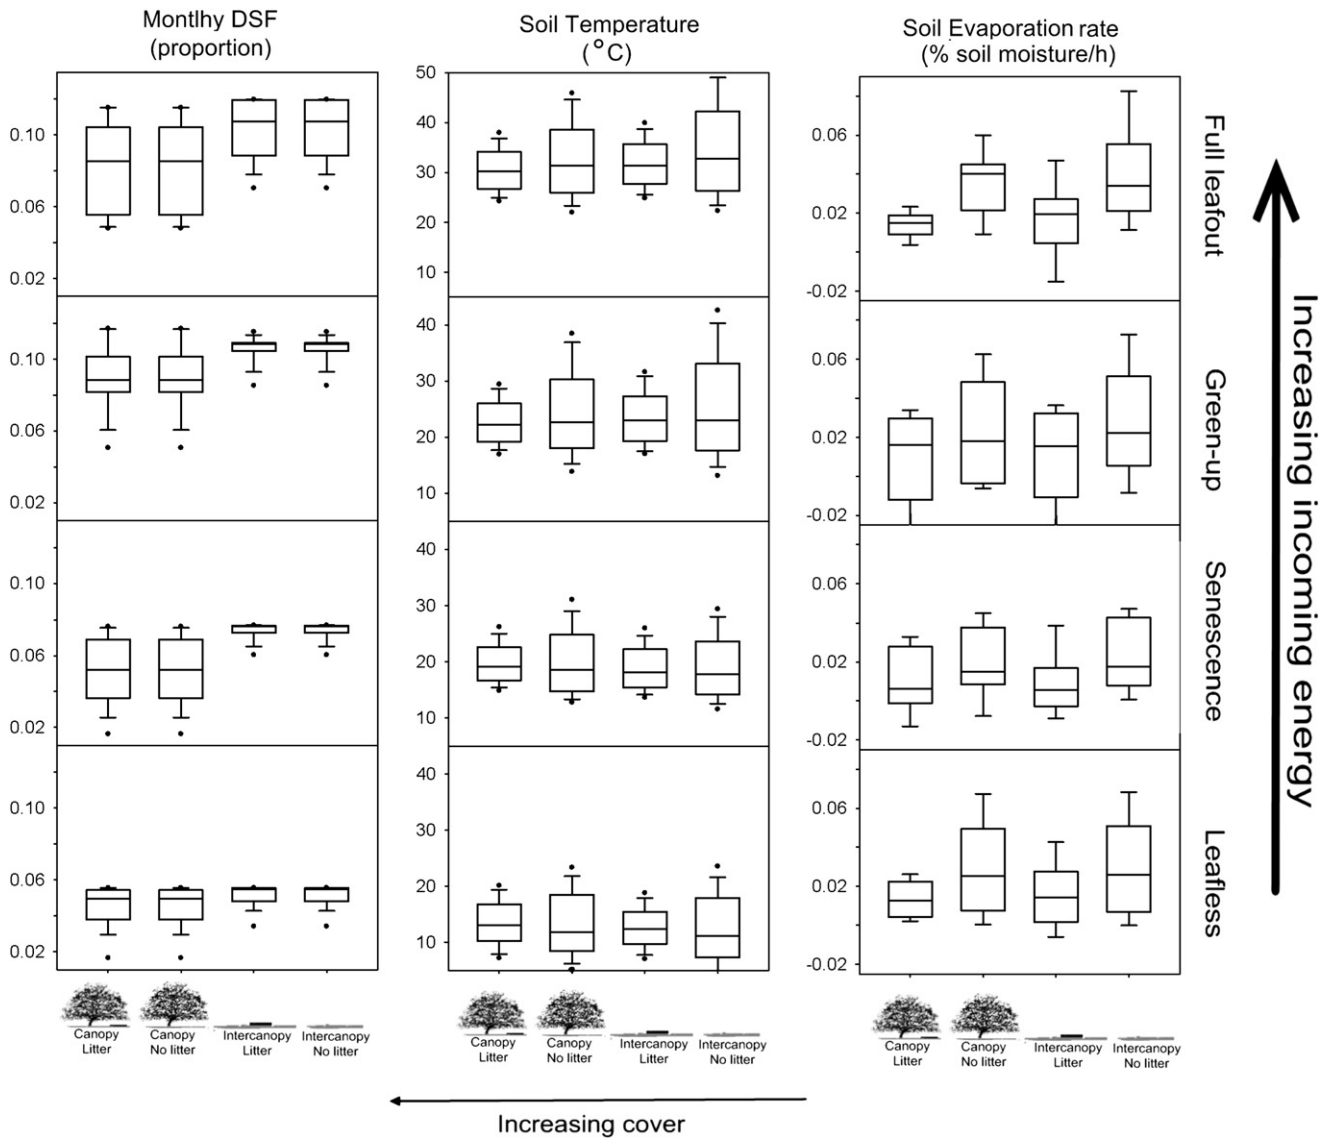 Montlhy DSF
(proportion)
Soil Temperature
(°C)
Soil Evaporation rate
(% soil moisture/h)
0.10
0.06
0.02
0.10
0.06
0.02
0.10
0.06
0.02
0.10
0.06
0.02
50
40
30
20
10
40
30
20
10
40
30
20
10
40
30
20
10
0.06
0.02
-0.02
0.06
0.02
-0.02
0.06
0.02
-0.02
0.06
0.02
-0.02
Full leafout
Green-up
Senescence
Leafless
Increasing incoming energy
Canopy
Litter
Canopy
No litter
Intercanopy
Litter
Intercanopy
No litter
Canopy
Litter
Canopy
No litter
Intercanopy
Litter
Intercanopy
No litter
Canopy
Litter
Canopy
No litter
Intercanopy
Litter
Intercanopy
No litter
Increasing cover